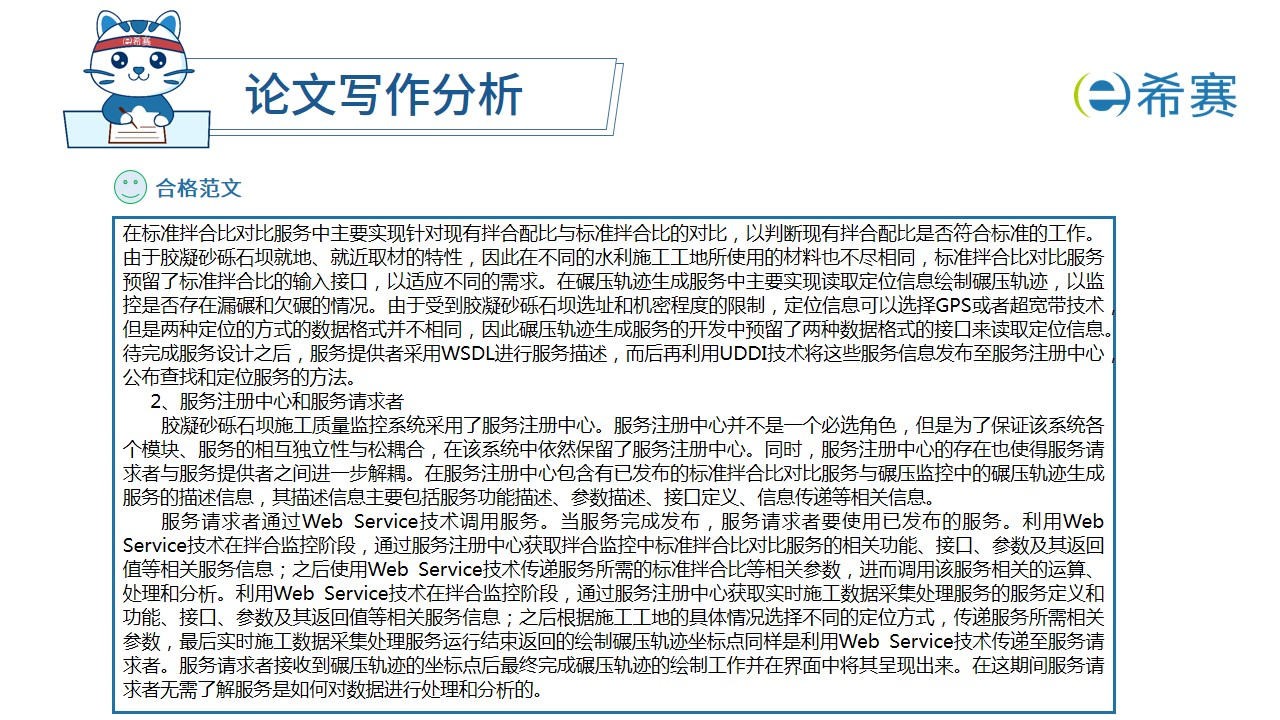 希赛
论文写作分析
希赛
合格范文
在标准拌合比对比服务中主要实现针对现有拌合配比与标准拌合比的对比，以判断现有拌合配比是否符合标准的工作。
由于胶凝砂砾石坝就地、就近取材的特性，因此在不同的水利施工工地所使用的材料也不尽相同，标准拌合比对比服务
预留了标准拌合比的输入接口，以适应不同的需求。在碾压轨迹生成服务中主要实现读取定位信息绘制碾压轨迹，以监
控是否存在漏碾和欠碾的情况。由于受到胶凝砂砾石坝选址和机密程度的限制，定位信息可以选择GPS或者超宽带技术，
但是两种定位的方式的数据格式并不相同，因此碾压轨迹生成服务的开发中预留了两种数据格式的接口来读取定位信息。
待完成服务设计之后，服务提供者采用WSDL进行服务描述，而后再利用UDDI技术将这些服务信息发布至服务注册中心，
公布查找和定位服务的方法。
2、服务注册中心和服务请求者
胶凝砂砾石坝施工质量监控系统采用了服务注册中心。服务注册中心并不是一个必选角色，但是为了保证该系统各
个模块、服务的相互独立性与松耦合，在该系统中依然保留了服务注册中心。同时，服务注册中心的存在也使得服务请
求者与服务提供者之间进一步解耦。在服务注册中心包含有已发布的标准拌合比对比服务与碾压监控中的碾压轨迹生成
服务的描述信息，其描述信息主要包括服务功能描述、参数描述、接口定义、信息传递等相关信息。
服务请求者通过Web Service技术调用服务。当服务完成发布，服务请求者要使用已发布的服务。利用Web
Service技术在拌合监控阶段，通过服务注册中心获取拌合监控中标准拌合比对比服务的相关功能、接口、参数及其返回
值等相关服务信息；之后使用Web Service技术传递服务所需的标准拌合比等相关参数，进而调用该服务相关的运算、
处理和分析。利用Web Service技术在拌合监控阶段，通过服务注册中心获取实时施工数据采集处理服务的服务定义和
功能、接口、参数及其返回值等相关服务信息；之后根据施工工地的具体情况选择不同的定位方式，传递服务所需相关
参数，最后实时施工数据采集处理服务运行结束返回的绘制碾压轨迹坐标点同样是利用Web Service技术传递至服务请
求者。服务请求者接收到碾压轨迹的坐标点后最终完成碾压轨迹的绘制工作并在界面中将其呈现出来。在这期间服务请
求者无需了解服务是如何对数据进行处理和分析的。